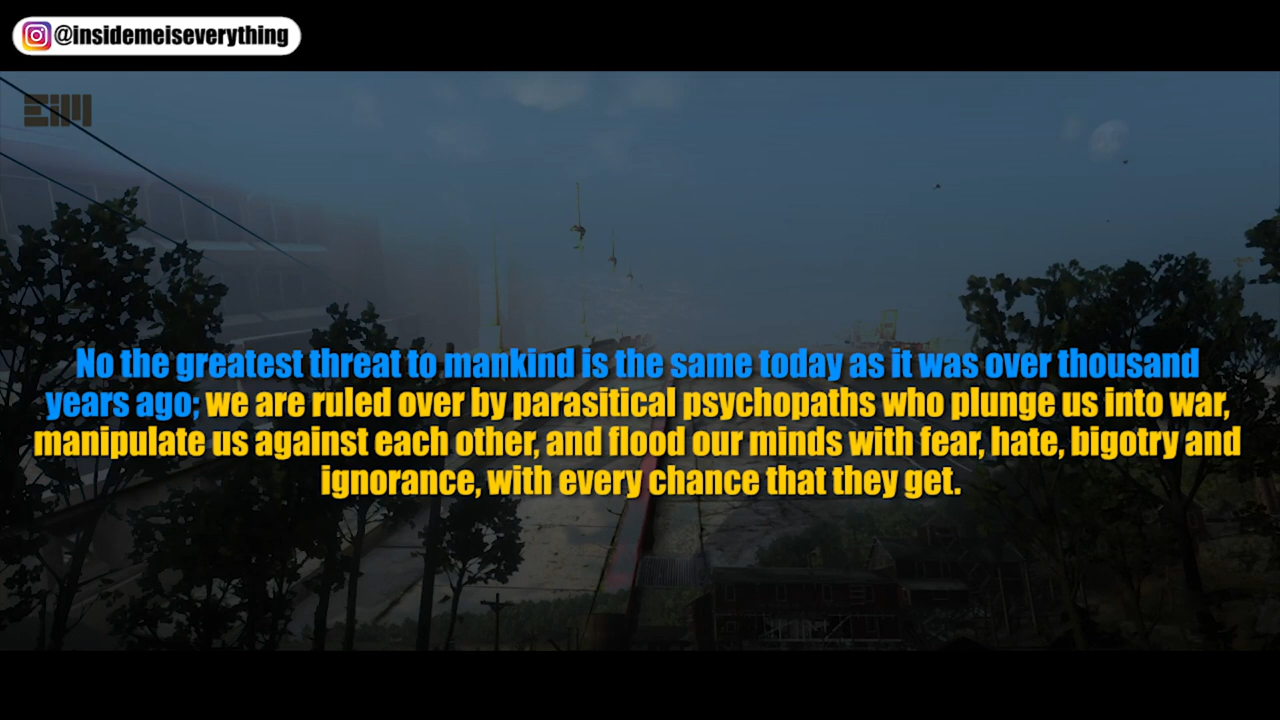 @insidemeiseverything
EiM
No the greatest threat to mankind is the same today as it was over thousand
years ago; we are ruled over by parasitical psychopaths who plunge us into war,
manipulate us against each other, and flood our minds with fear, hate, bigotry and
ignorance, with every chance that they get.